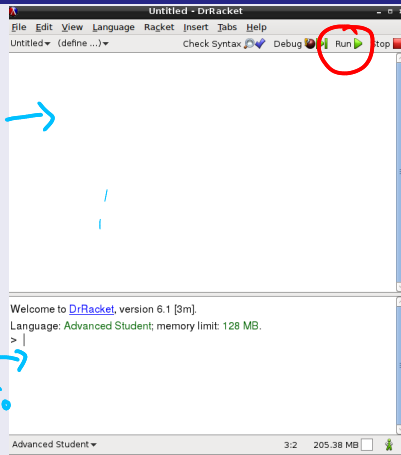 Untitled - DrRacket
File Edit View Language Racket Insert Tabs Help
Untitled (define ...) Check Syntax Debug Run Stop
Welcome to DrRacket, version 6.1 [3m].
Language: Advanced Student; memory limit: 128 MB.
>
Advanced Student 3:2 205.38 MB